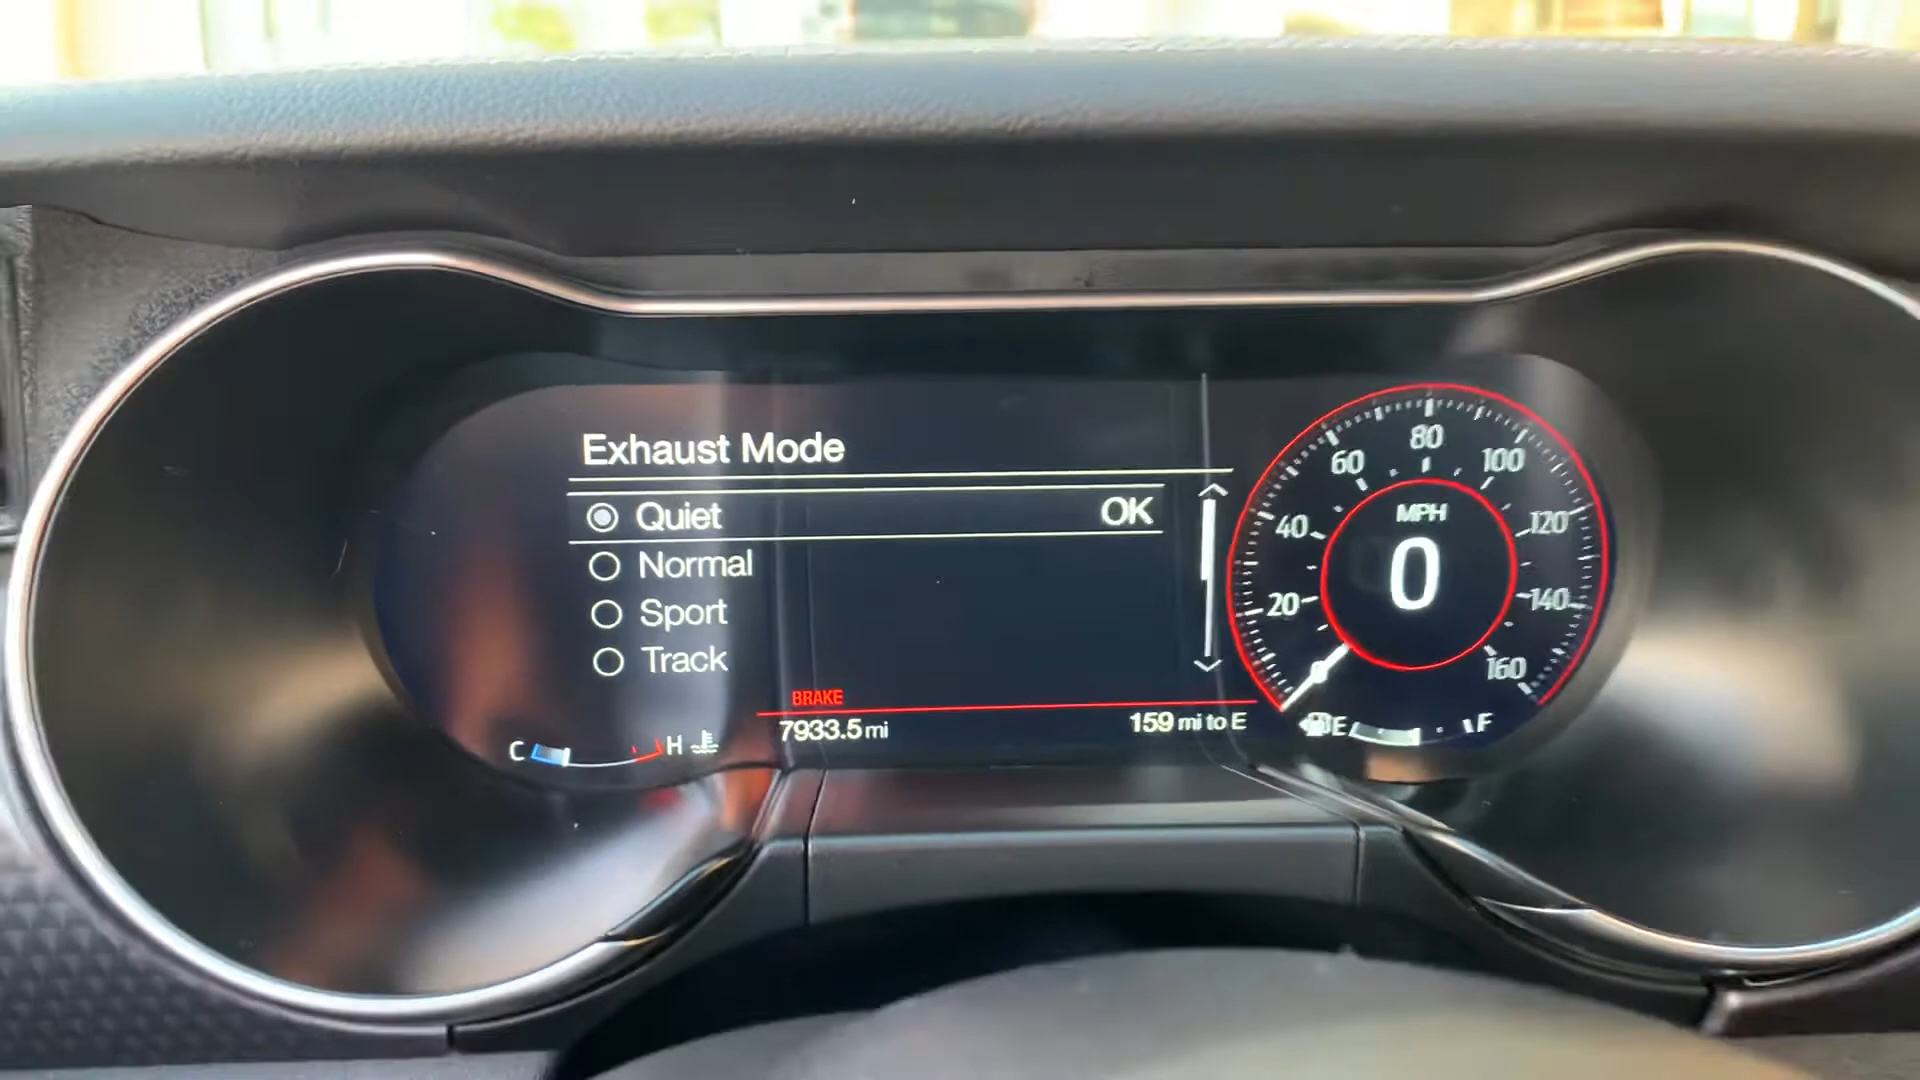 Exhaust Mode
Quiet OK
Normal
Sport
Track
BRAKE
7933.5 mi 159 mi to E
C H
20 40 60 80 100 120 140 160
MPH
0
E F